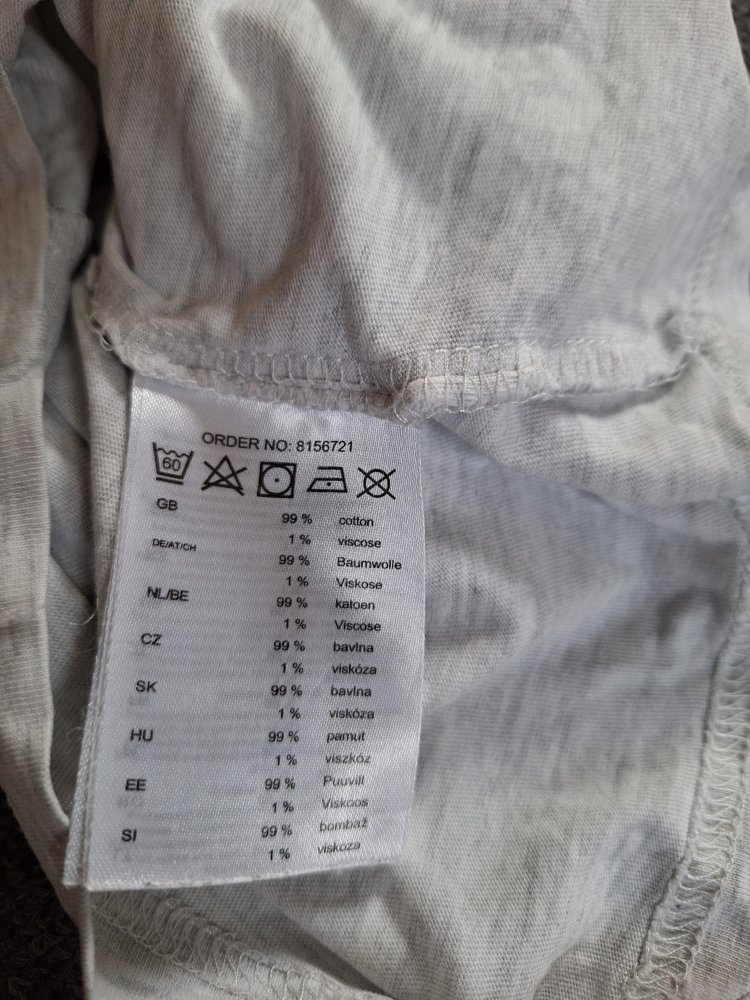 ORDER NO: 8156721
60
GB 99 % cotton
1 % viscose
DE/AT/CH 99 % Baumwolle
1 % Viskose
NL/BE 99 % katoen
1 % Viscose
CZ 99 % bavlna
1 % viskóza
SK 99 % bavlna
1 % viskóza
HU 99 % pamut
1 % viszkóz
EE 99 % Puuvill
1 % Viskoos
SI 99 % bombaž
1 % viskoza